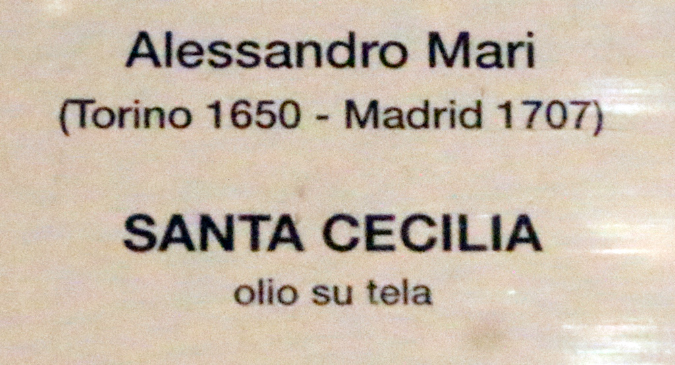 Alessandro Mari
(Torino 1650 - Madrid 1707)
SANTA CECILIA
olio su tela